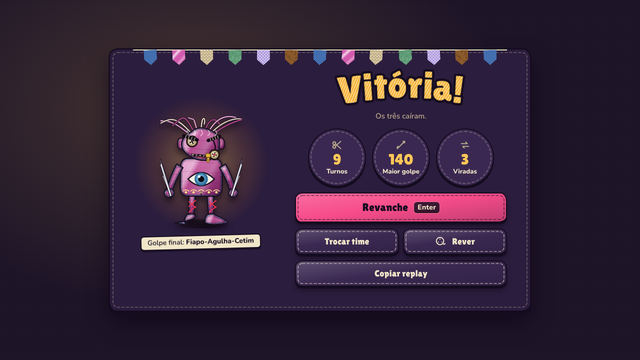 Vitória!
Os três caíram.
9
Turnos
140
Maior golpe
3
Viradas
Revanche Enter
Trocar time
Rever
Copiar replay
Golpe final: Fiapo-Agulha-Cetim